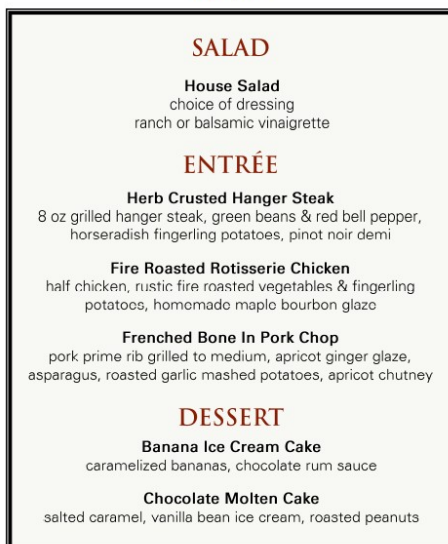 SALAD
House Salad
choice of dressing
ranch or balsamic vinaigrette
ENTRÉE
Herb Crusted Hanger Steak
8 oz grilled hanger steak, green beans & red bell pepper,
horseradish fingerling potatoes, pinot noir demi
Fire Roasted Rotisserie Chicken
half chicken, rustic fire roasted vegetables & fingerling
potatoes, homemade maple bourbon glaze
Frenched Bone In Pork Chop
pork prime rib grilled to medium, apricot ginger glaze,
asparagus, roasted garlic mashed potatoes, apricot chutney
DESSERT
Banana Ice Cream Cake
caramelized bananas, chocolate rum sauce
Chocolate Molten Cake
salted caramel, vanilla bean ice cream, roasted peanuts